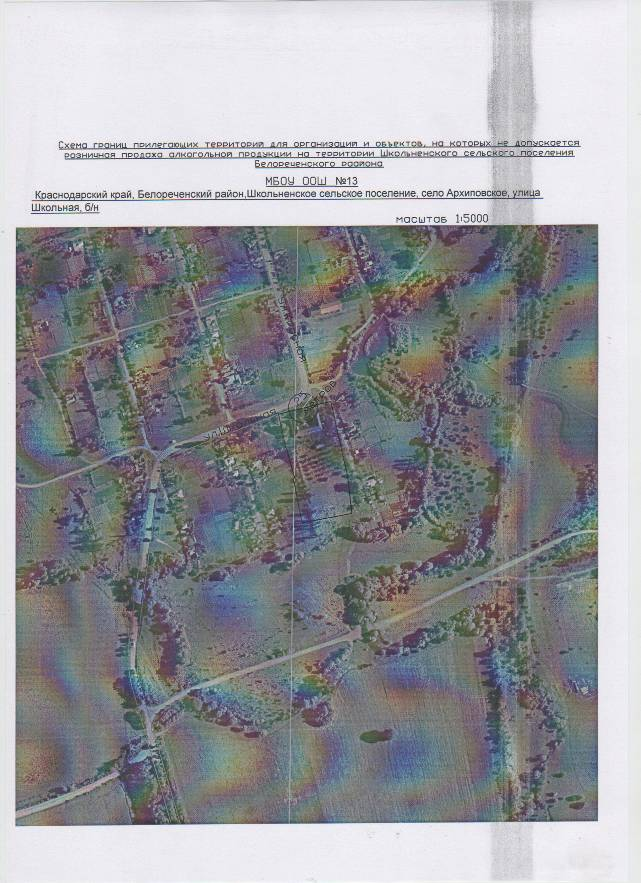 Схема границ прилегающих территорий для организаций и объектов, на которых не допускается
розничная продажа алкогольной продукции на территории Школьненского сельского поселения
Белореченского раайона
МБОУ ООШ №13
Краснодарский край, Белореченский район,Школьненское сельское поселение, село Архиповское, улица
Школьная, б/н
масштаб 1:5000